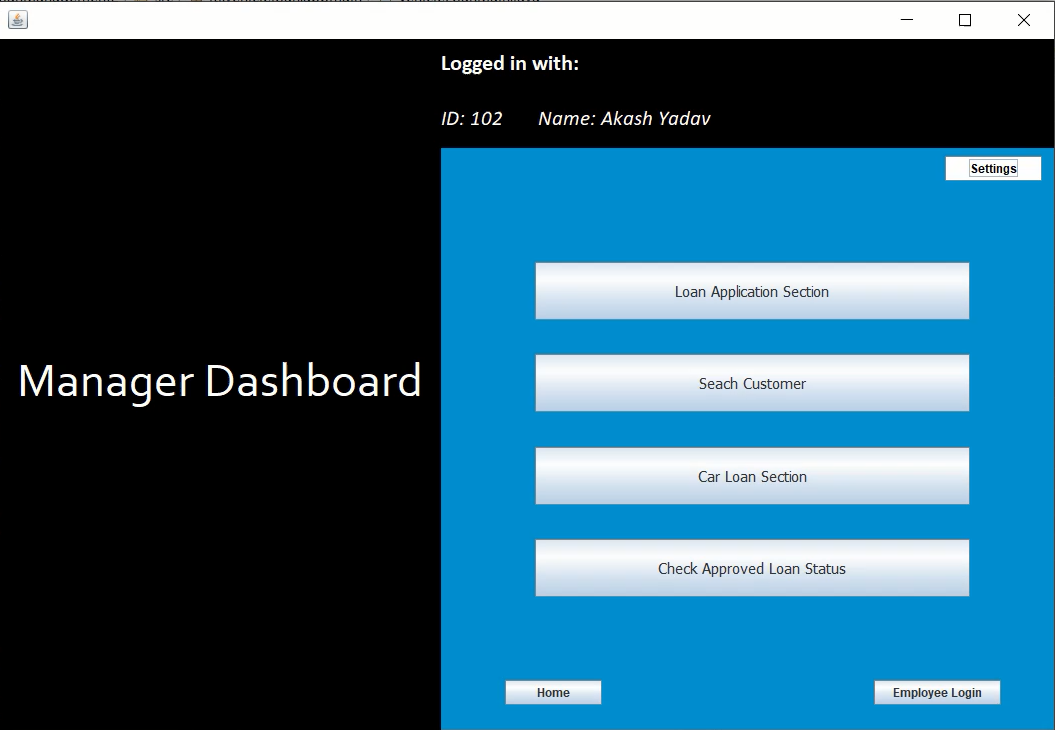 Logged in with:
ID: 102 Name: Akash Yadav
Settings
Manager Dashboard
Loan Application Section
Seach Customer
Car Loan Section
Check Approved Loan Status
Home
Employee Login